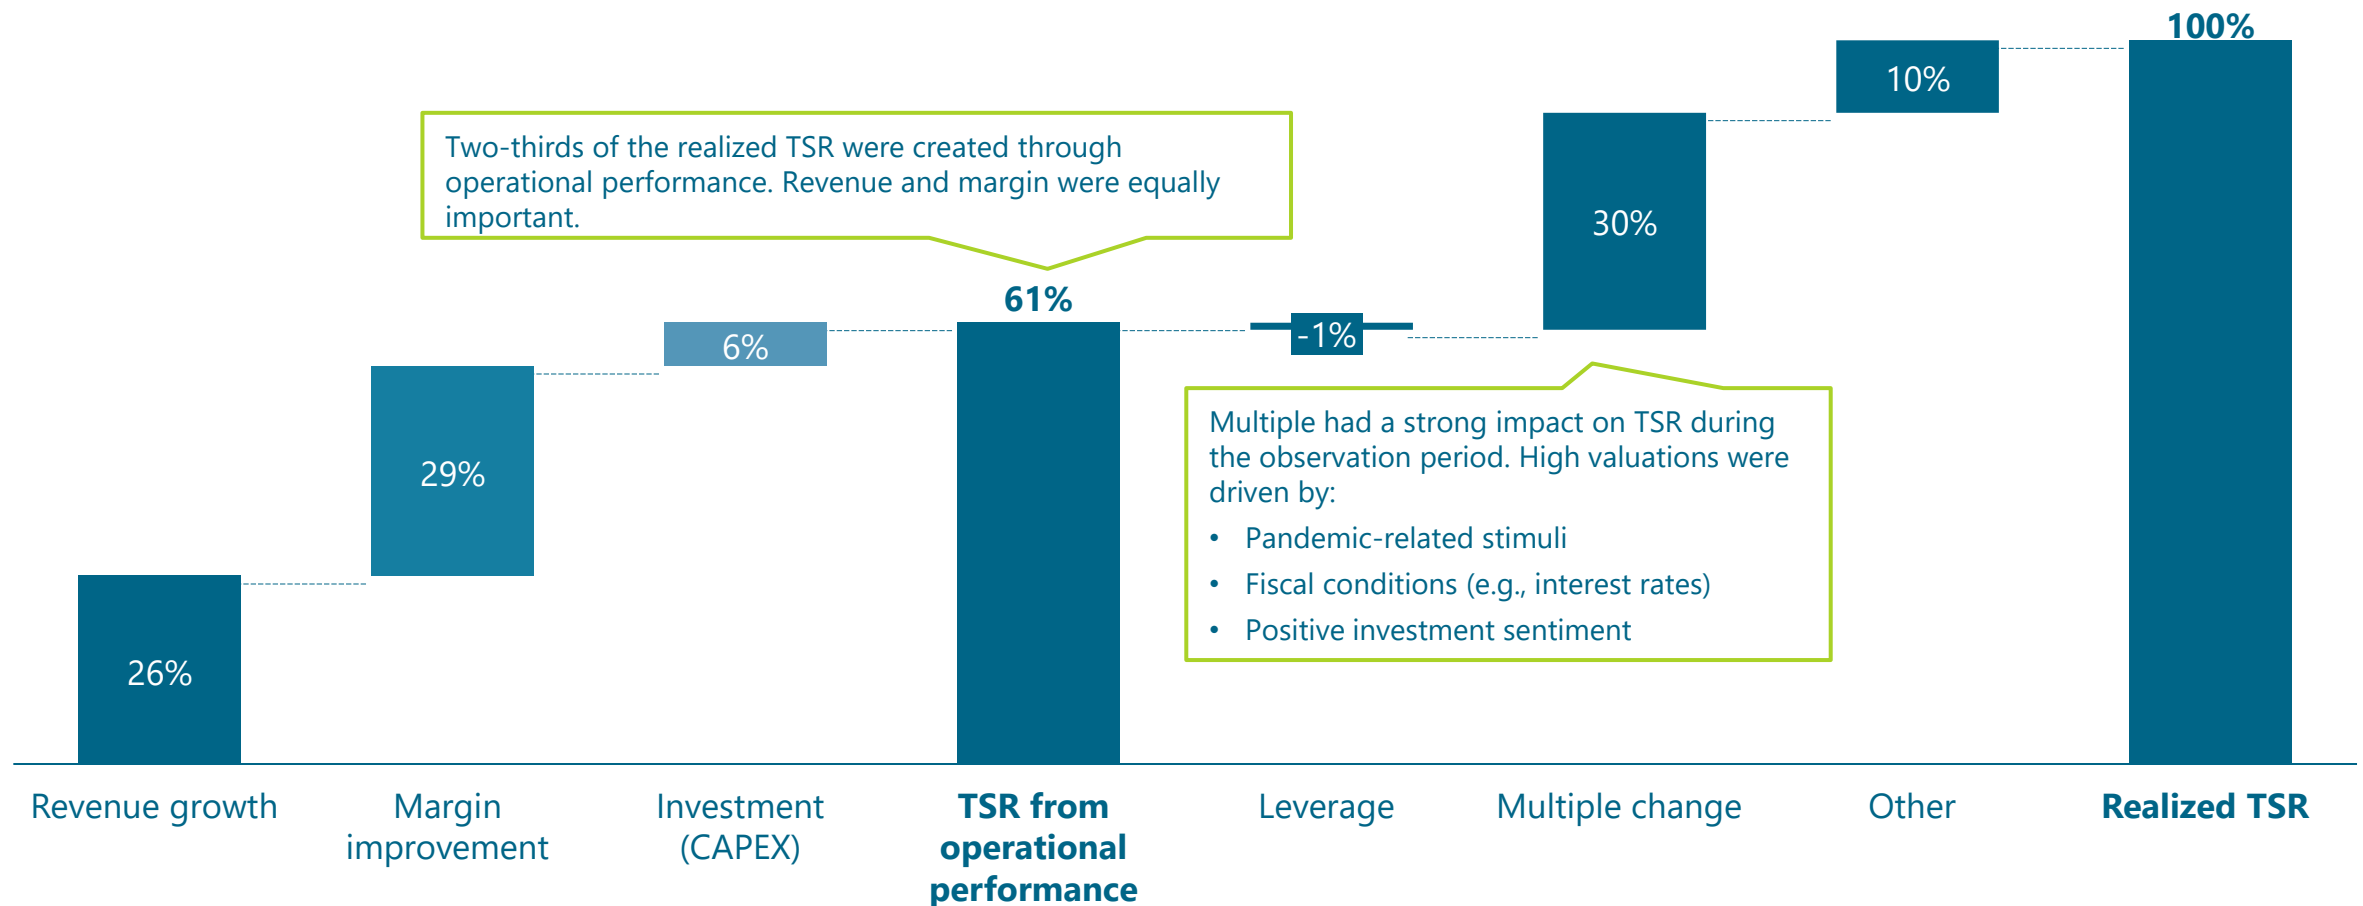 100%
10%
Two-thirds of the realized TSR were created through
operational performance. Revenue and margin were equally
important.
30%
61%
-1%
6%
Multiple had a strong impact on TSR during
the observation period. High valuations were
driven by:
• Pandemic-related stimuli
• Fiscal conditions (e.g., interest rates)
• Positive investment sentiment
29%
26%
Revenue growth
Margin
improvement
Investment
(CAPEX)
TSR from
operational
performance
Leverage
Multiple change
Other
Realized TSR